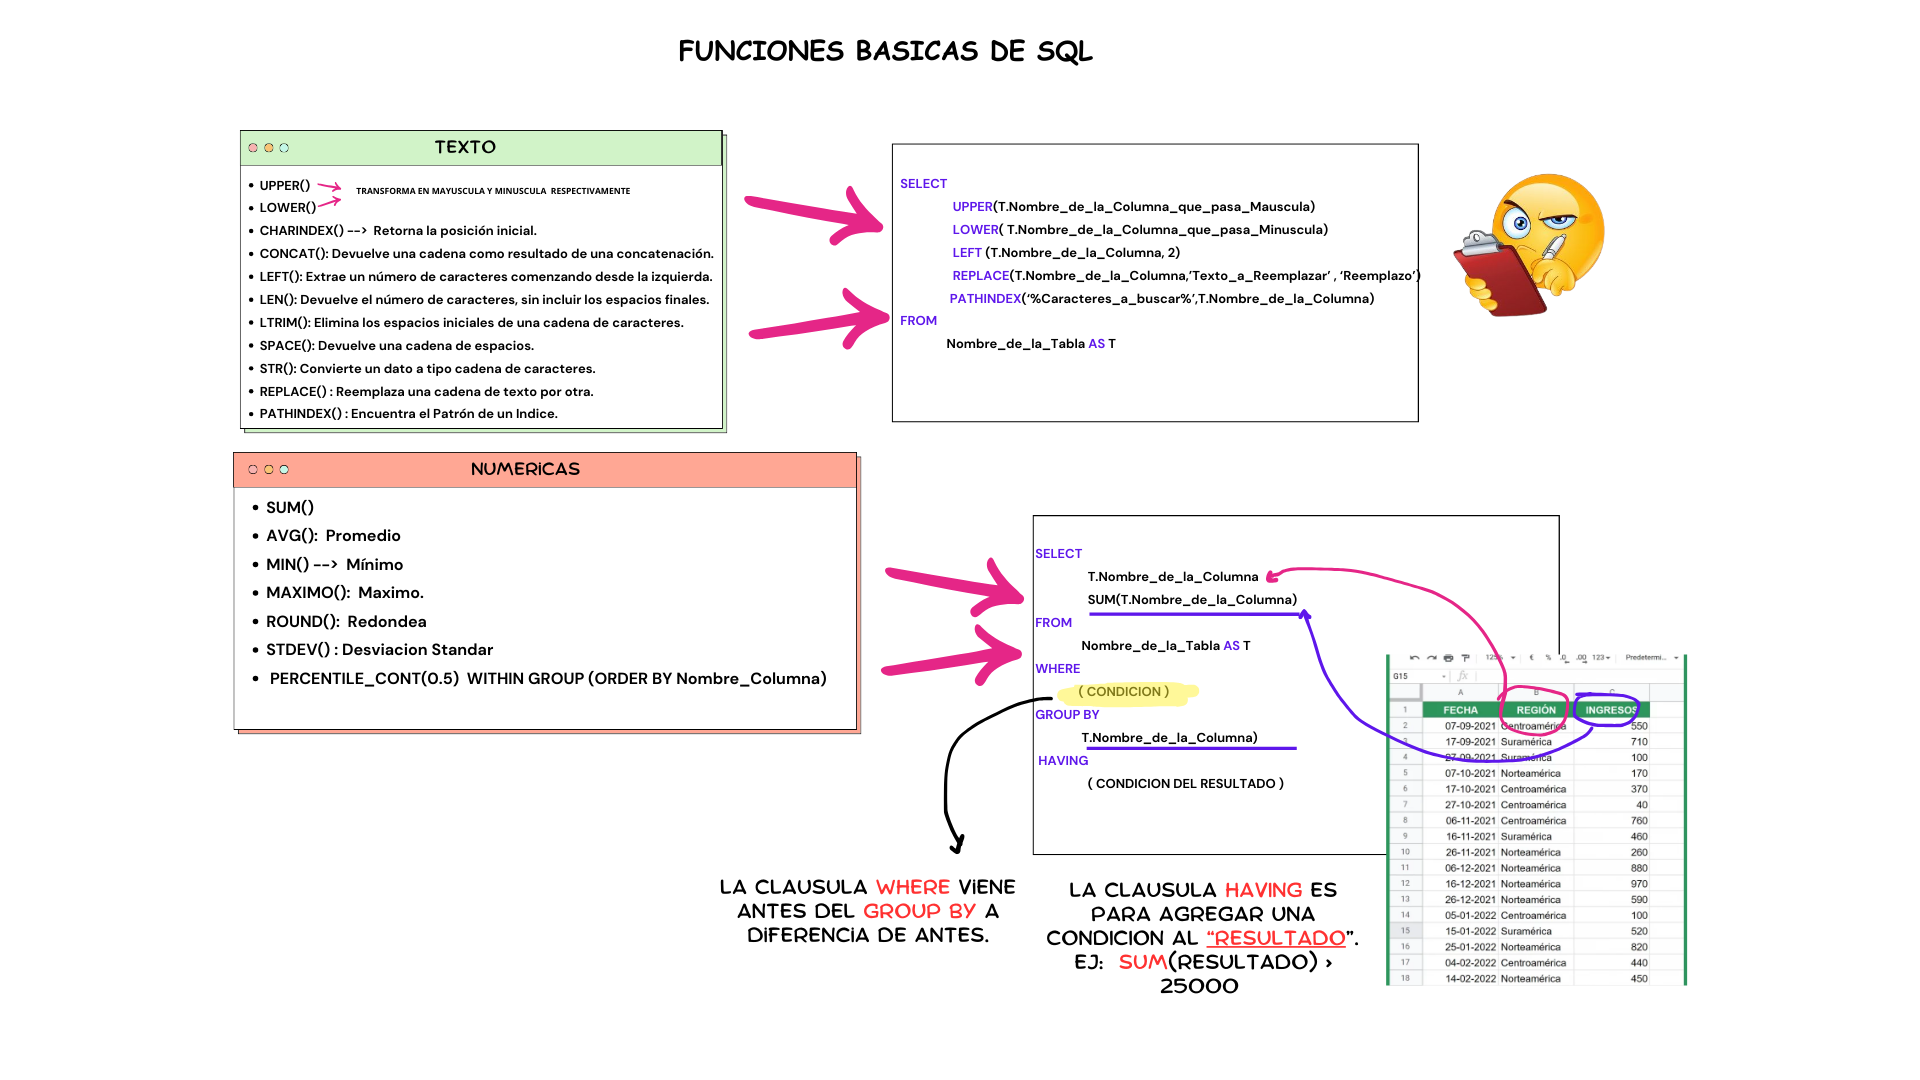 FUNCIONES BASICAS DE SQL
TEXTO
UPPER()
TRANSFORMA EN MAYUSCULA Y MINUSCULA RESPECTIVAMENTE
LOWER()
CHARINDEX() --> Retorna la posición inicial.
CONCAT(): Devuelve una cadena como resultado de una concatenación.
LEFT(): Extrae un número de caracteres comenzando desde la izquierda.
LEN(): Devuelve el número de caracteres, sin incluir los espacios finales.
LTRIM(): Elimina los espacios iniciales de una cadena de caracteres.
SPACE(): Devuelve una cadena de espacios.
STR(): Convierte un dato a tipo cadena de caracteres.
REPLACE() : Reemplaza una cadena de texto por otra.
PATHINDEX() : Encuentra el Patrón de un Indice.
SELECT
UPPER(T.Nombre_de_la_Columna_que_pasa_Mauscula)
LOWER( T.Nombre_de_la_Columna_que_pasa_Minuscula)
LEFT (T.Nombre_de_la_Columna, 2)
REPLACE(T.Nombre_de_la_Columna,’Texto_a_Reemplazar’ , ‘Reemplazo’)
PATHINDEX(‘%Caracteres_a_buscar%’,T.Nombre_de_la_Columna)
FROM
Nombre_de_la_Tabla AS T
NUMERiCAS
SUM()
AVG(): Promedio
MIN() --> Mínimo
MAXIMO(): Maximo.
ROUND(): Redondea
STDEV() : Desviacion Standar
PERCENTILE_CONT(0.5) WITHIN GROUP (ORDER BY Nombre_Columna)
SELECT
T.Nombre_de_la_Columna
SUM(T.Nombre_de_la_Columna)
FROM
Nombre_de_la_Tabla AS T
WHERE
( CONDICION )
GROUP BY
T.Nombre_de_la_Columna)
HAVING
( CONDICION DEL RESULTADO )
LA CLAUSULA WHERE ViENE
ANTES DEL GROUP BY A
DiFERENCiA DE ANTES.
LA CLAUSULA HAVING ES
PARA AGREGAR UNA
CONDICION AL “RESULTADO”.
EJ: SUM(RESULTADO) >
25000
€ % .0 .00 123 Predetermi...
G15 fx
A B C
1 FECHA REGIÓN INGRESOS
2 07-09-2021 Centroamérica 550
3 17-09-2021 Suramérica 710
4 27-09-2021 Suramérica 100
5 07-10-2021 Norteamérica 170
6 17-10-2021 Centroamérica 370
7 27-10-2021 Centroamérica 40
8 06-11-2021 Centroamérica 760
9 16-11-2021 Suramérica 460
10 26-11-2021 Norteamérica 260
11 06-12-2021 Norteamérica 880
12 16-12-2021 Norteamérica 970
13 26-12-2021 Norteamérica 590
14 05-01-2022 Centroamérica 100
15 15-01-2022 Suramérica 520
16 25-01-2022 Norteamérica 820
17 04-02-2022 Centroamérica 440
18 14-02-2022 Norteamérica 450